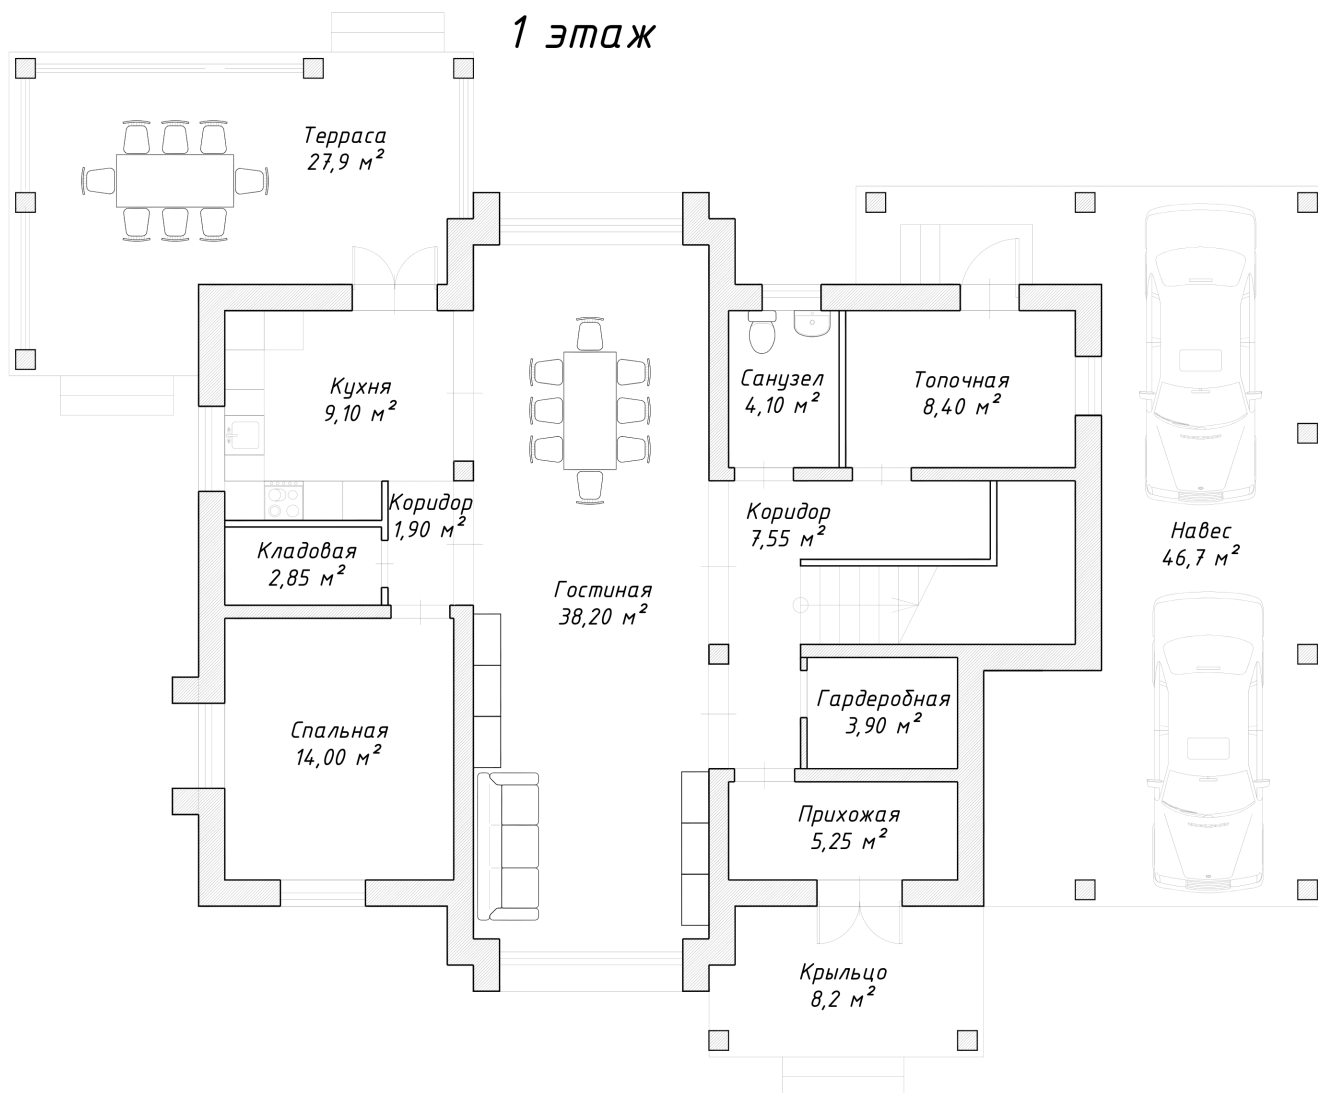 1 этаж
Терраса
27,9 м²
Кухня
9,10 м²
Санузел
4,10 м²
Топочная
8,40 м²
Коридор
1,90 м²
Коридор
7,55 м²
Навес
46,7 м²
Кладовая
2,85 м²
Гостиная
38,20 м²
Гардеробная
3,90 м²
Спальная
14,00 м²
Прихожая
5,25 м²
Крыльцо
8,2 м²